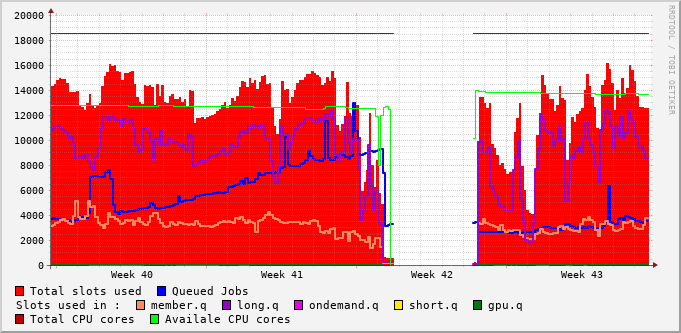 20000
18000
16000
14000
12000
10000
8000
6000
4000
2000
0
Week 40 Week 41 Week 42 Week 43
Total slots used Queued Jobs
Slots used in : member.q long.q ondemand.q short.q gpu.q
Total CPU cores Availale CPU cores
RRDTOOL / TOBI OETIKER